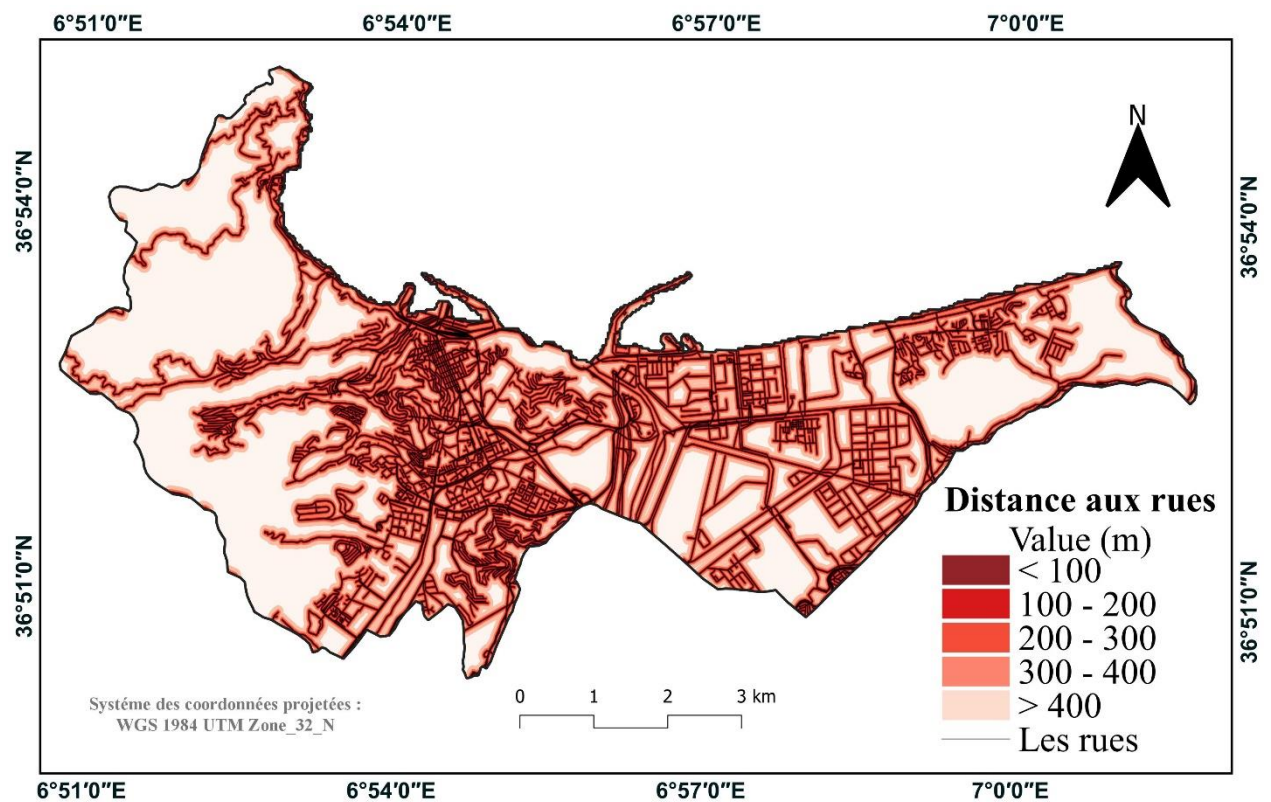 6°51′0″E 6°54′0″E 6°57′0″E 7°0′0″E
N
36°54′0″N
36°54′0″N
36°51′0″N
36°51′0″N
Distance aux rues
Value (m)
< 100
100 - 200
200 - 300
300 - 400
> 400
Les rues
0 1 2 3 km
Systéme des coordonnées projetées :
WGS 1984 UTM Zone_32_N
6°51′0″E 6°54′0″E 6°57′0″E 7°0′0″E